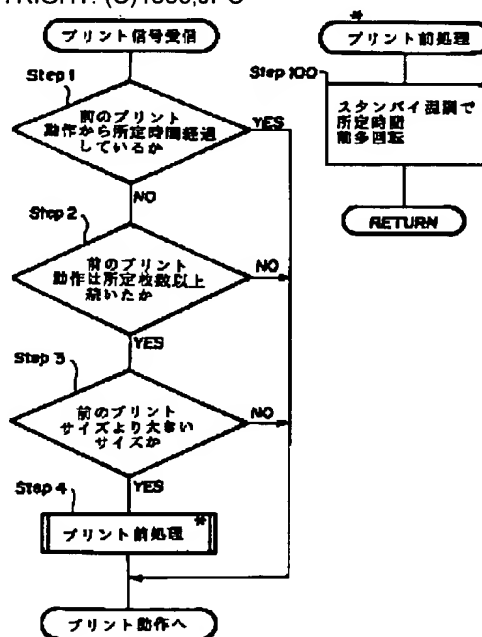 TRIGHT: (C)1996,JPO
プリント信号受信
Step 1
前のプリント
動作から所定時間経過
しているか
YES
NO
Step 2
前のプリント
動作は所定枚数以上
続いたか
NO
YES
Step 3
前のプリント
サイズより大きい
サイズか
NO
YES
Step 4
プリント前処理 *
プリント動作へ
*
プリント前処理
Step 100
スタンバイ温調で
所定時間
前多回転
RETURN